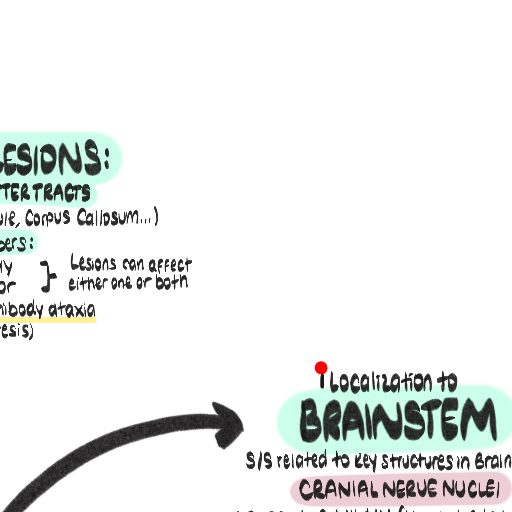 LESIONS:
TTER TRACTS
ule, Corpus Callosum...)
bers:
Lesions can affect
either one or both
or
nibody ataxia
esis)
Localization to
BRAINSTEM
S/S related to key structures in Brain
CRANIAL NERVE NUCLEI